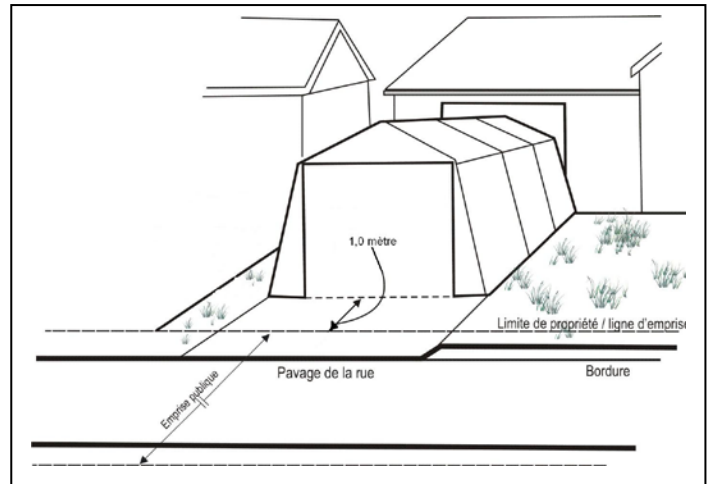 1,0 mètre
Limite de propriété / ligne d'emprise
Pavage de la rue
Bordure
Emprise publique